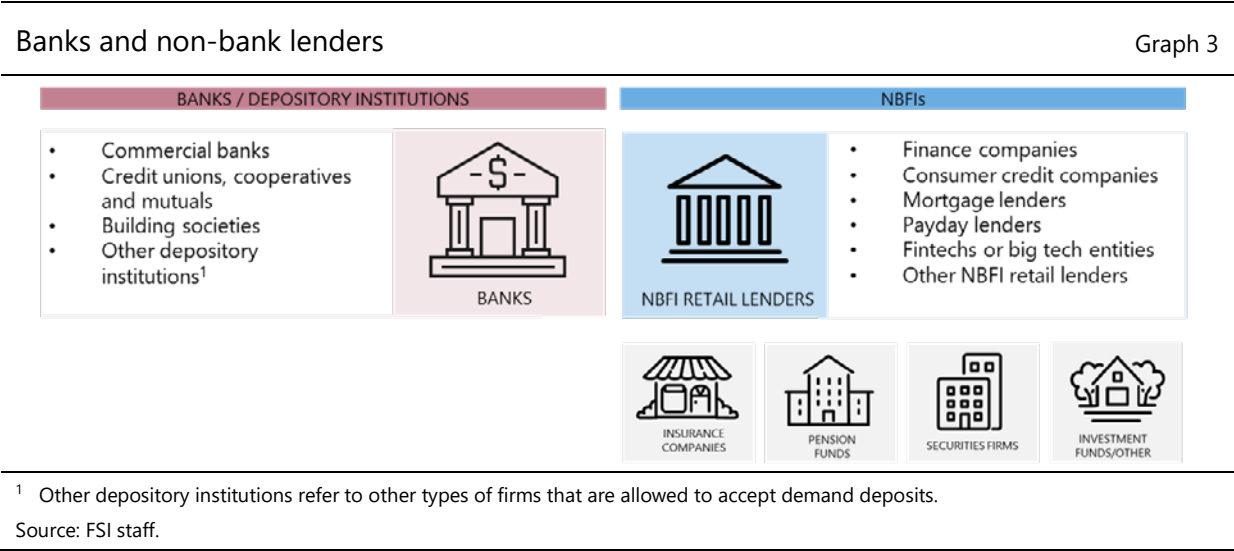 Banks and non-bank lenders
Graph 3
BANKS / DEPOSITORY INSTITUTIONS
• Commercial banks
• Credit unions, cooperatives
and mutuals
• Building societies
• Other depository
institutions¹
$
BANKS
NBFIs
NBFI RETAIL LENDERS
• Finance companies
• Consumer credit companies
• Mortgage lenders
• Payday lenders
• Fintechs or big tech entities
• Other NBFI retail lenders
INSURANCE
COMPANIES
PENSION
FUNDS
SECURITIES FIRMS
INVESTMENT
FUNDS/OTHER
¹ Other depository institutions refer to other types of firms that are allowed to accept demand deposits.
Source: FSI staff.